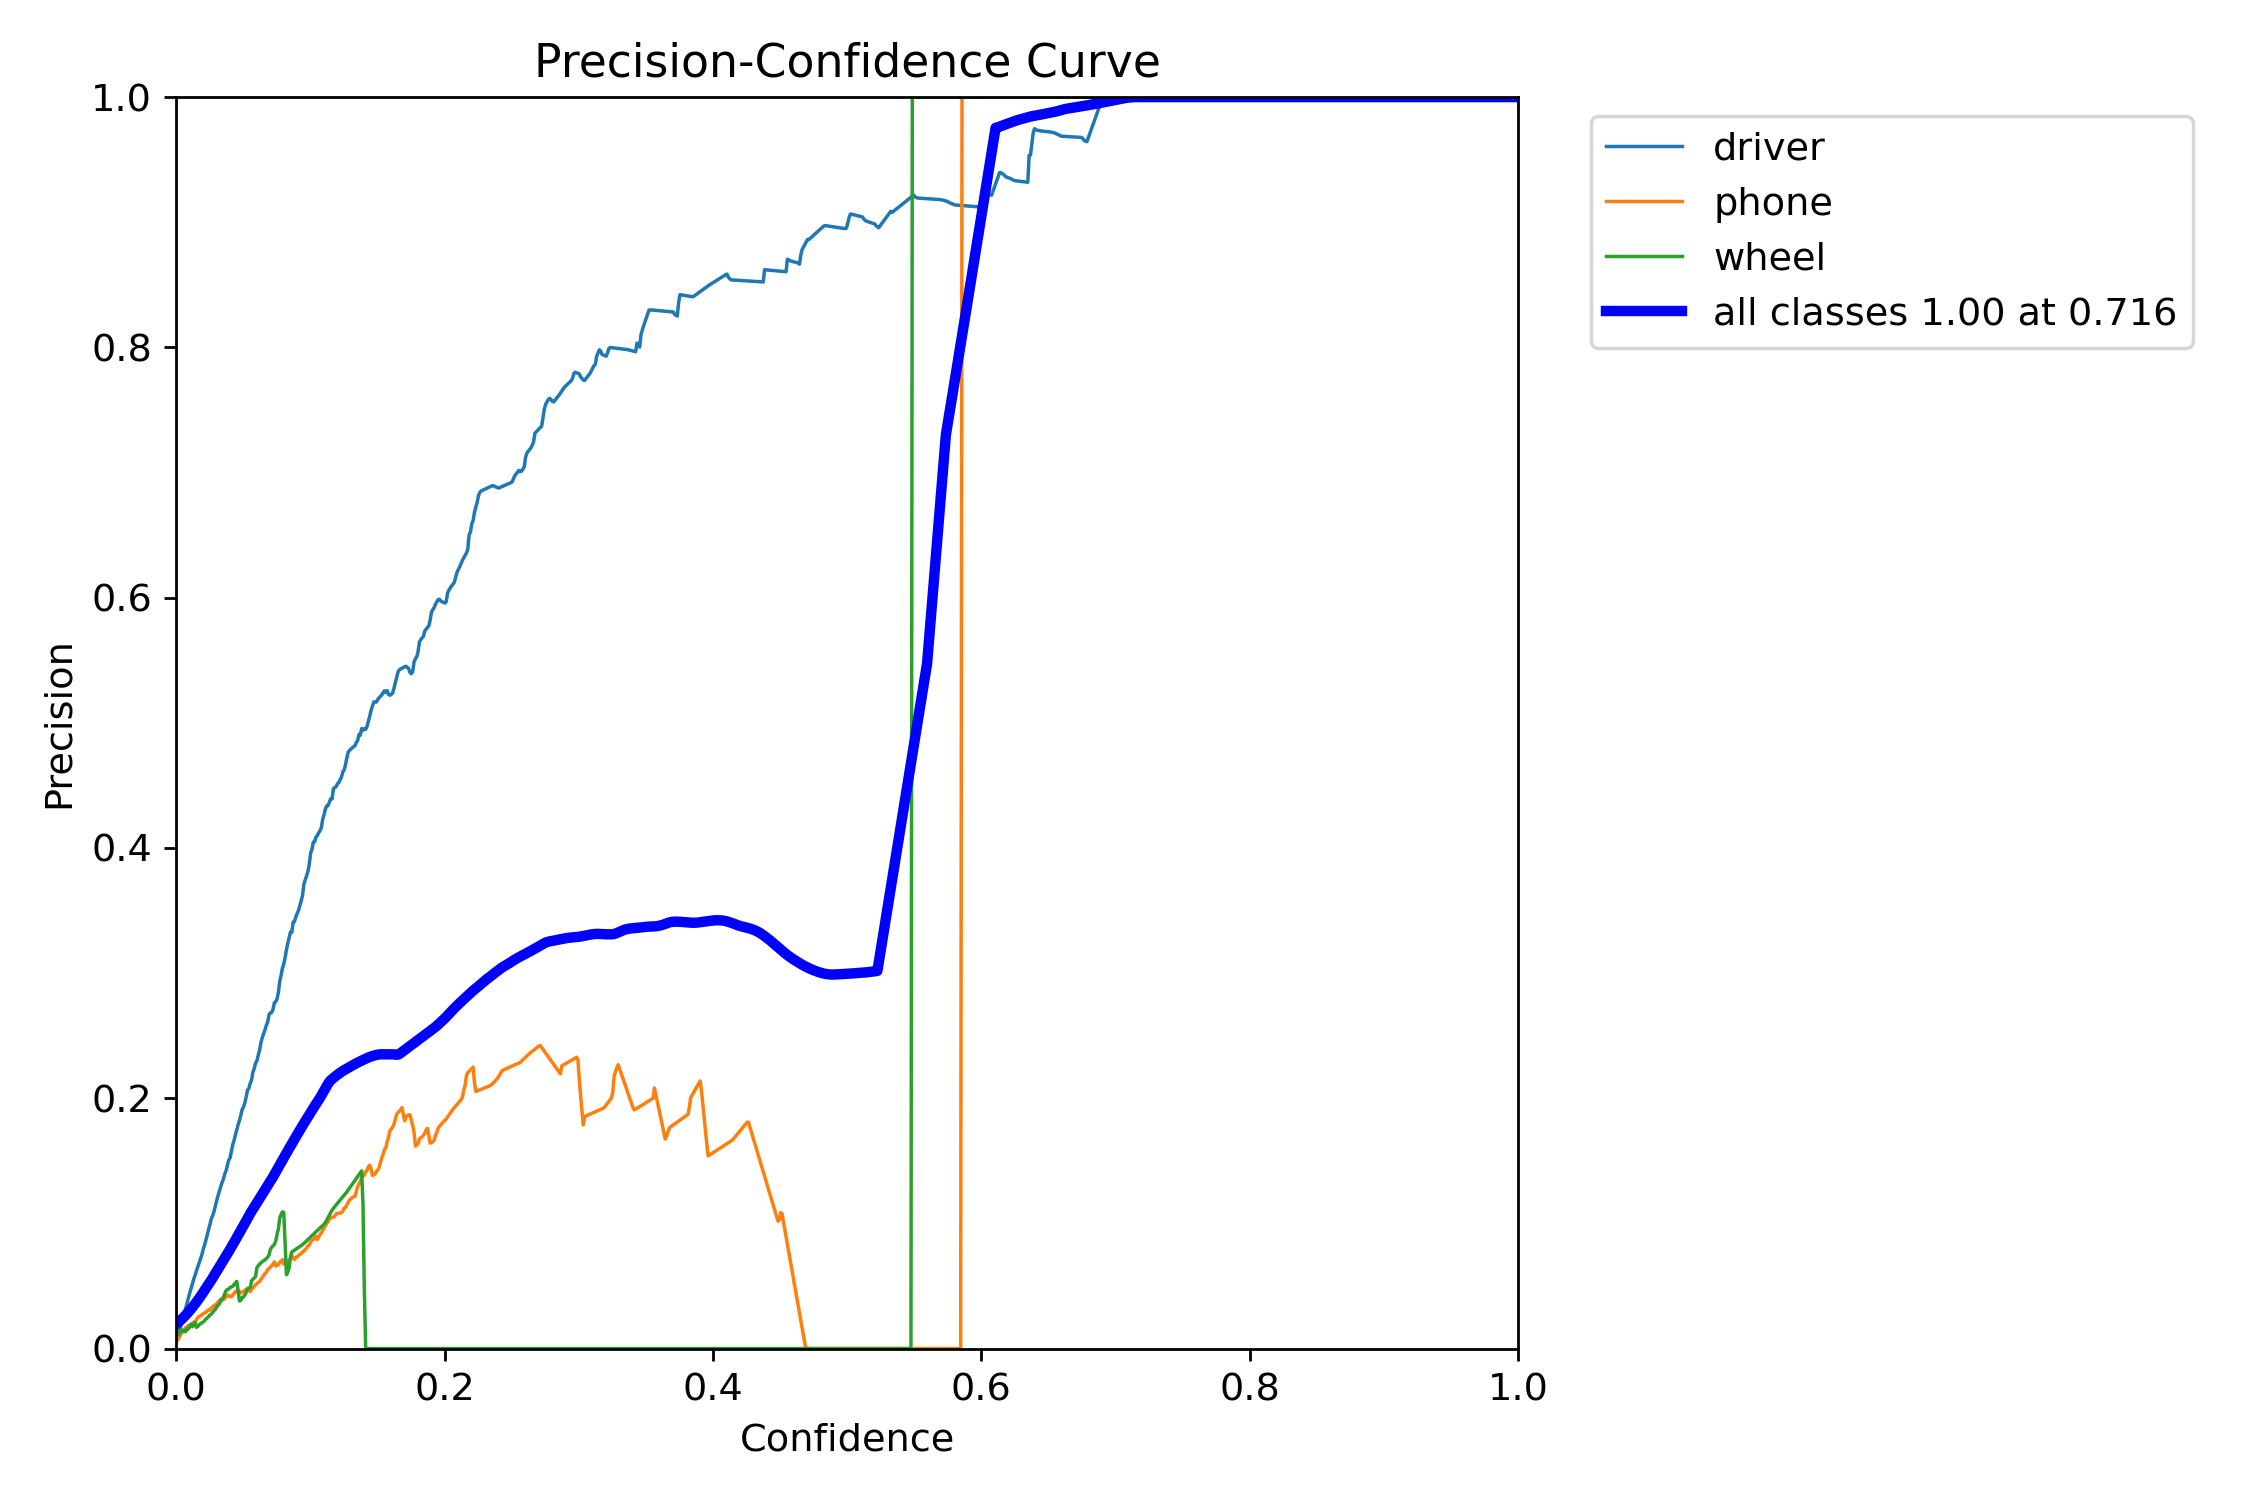 Precision-Confidence Curve
1.0
0.8
0.6
0.4
0.2
0.0
Precision
0.0 0.2 0.4 0.6 0.8 1.0
Confidence
driver
phone
wheel
all classes 1.00 at 0.716